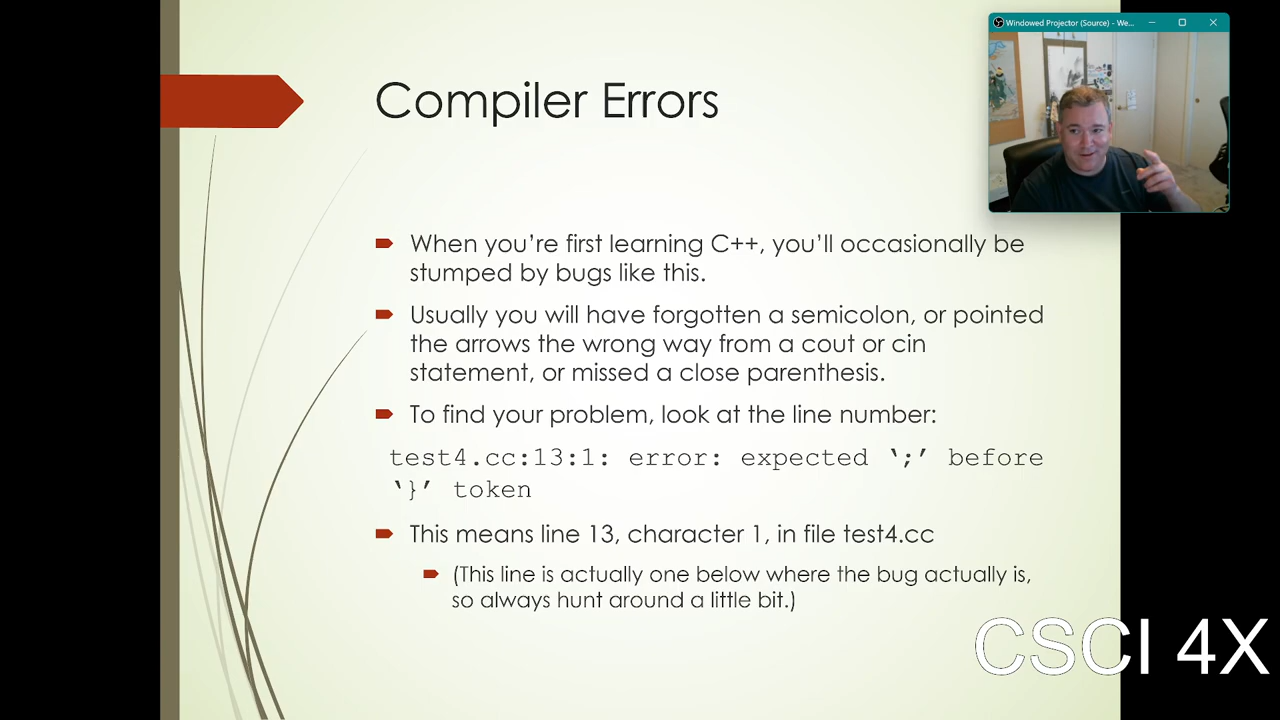 Windowed Projector (Source) - We...
Compiler Errors
When you’re first learning C++, you’ll occasionally be
stumped by bugs like this.
Usually you will have forgotten a semicolon, or pointed
the arrows the wrong way from a cout or cin
statement, or missed a close parenthesis.
To find your problem, look at the line number:
test4.cc:13:1: error: expected ‘;’ before
‘}’ token
This means line 13, character 1, in file test4.cc
(This line is actually one below where the bug actually is,
so always hunt around a little bit.)
CSCI 4X